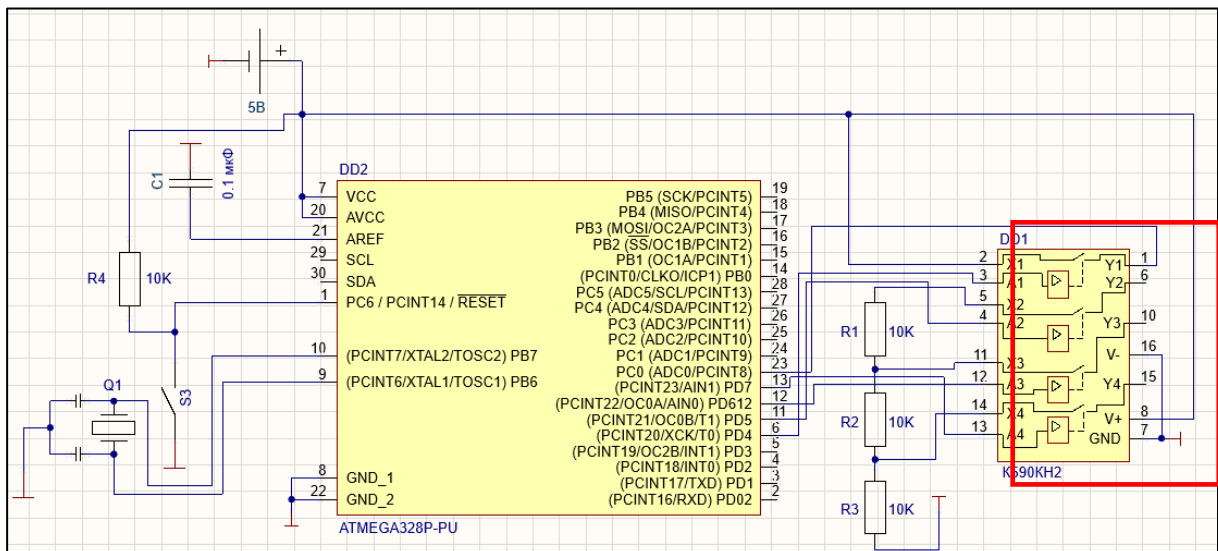 +
5В
C1
0.1 мкФ
R4
10K
S3
Q1
DD2
7 VCC
20 AVCC
21 AREF
29 SCL
30 SDA
1 PC6 / PCINT14 / RESET
10 (PCINT7/XTAL2/TOSC2) PB7
9 (PCINT6/XTAL1/TOSC1) PB6
8 GND_1
22 GND_2
PB5 (SCK/PCINT5) 19
PB4 (MISO/PCINT4) 18
PB3 (MOSI/OC2A/PCINT3) 17
PB2 (SS/OC1B/PCINT2) 16
PB1 (OC1A/PCINT1) 15
(PCINT0/CLKO/ICP1) PB0 14
PC5 (ADC5/SCL/PCINT13) 28
PC4 (ADC4/SDA/PCINT12) 27
PC3 (ADC3/PCINT11) 26
PC2 (ADC2/PCINT10) 25
PC1 (ADC1/PCINT9) 24
PC0 (ADC0/PCINT8) 23
(PCINT23/AIN1) PD7 13
(PCINT22/OC0A/AIN0) PD612 12
(PCINT21/OC0B/T1) PD5 11
(PCINT20/XCK/T0) PD4 6
(PCINT19/OC2B/INT1) PD3 5
(PCINT18/INT0) PD2 4
(PCINT17/TXD) PD1 3
(PCINT16/RXD) PD02 2
ATMEGA328P-PU
R1
10K
R2
10K
R3
10K
DD1
2 X1
3 A1
5 X2
4 A2
11 X3
12 A3
14 X4
13 A4
Y1 1
Y2 6
Y3 10
V- 16
Y4 15
V+ 8
GND 7
К590КН2